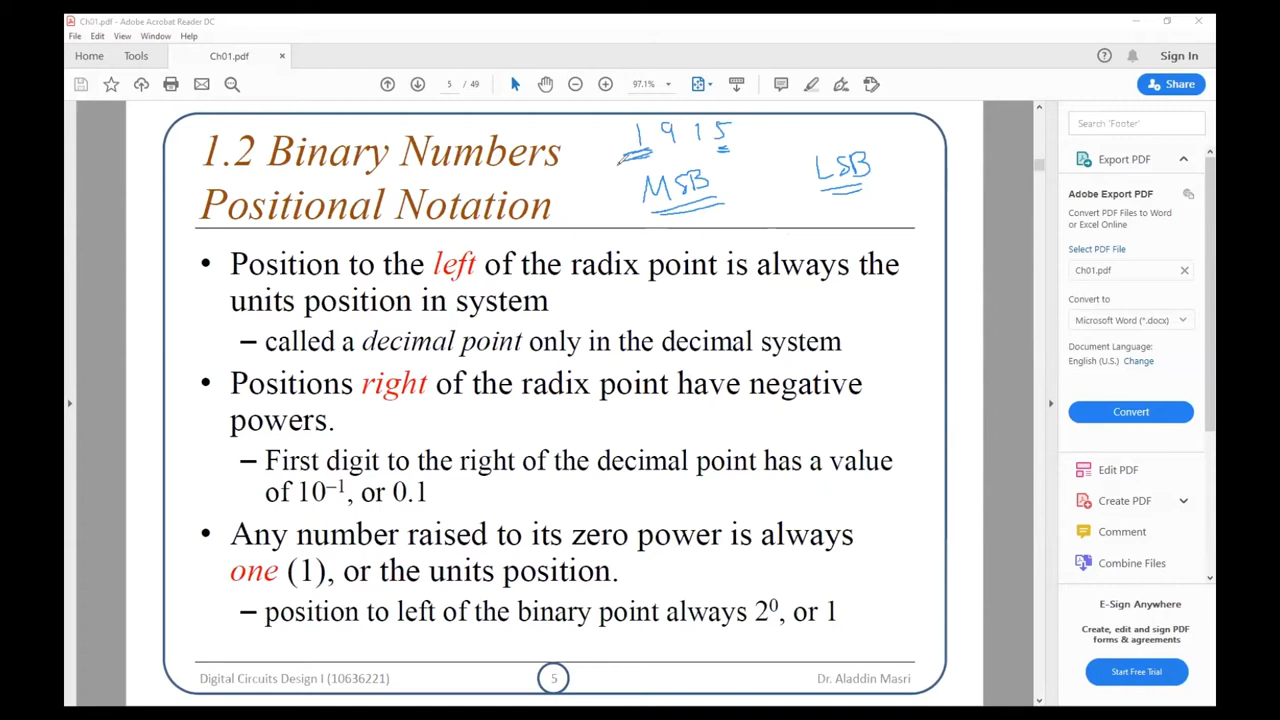 Ch01.pdf - Adobe Acrobat Reader DC
File Edit View Window Help
Home Tools Ch01.pdf × Sign In
5 / 49 97.1% Share
1 9 1 5
MSB LSB
1.2 Binary Numbers
Positional Notation
• Position to the left of the radix point is always the
units position in system
– called a decimal point only in the decimal system
• Positions right of the radix point have negative
powers.
– First digit to the right of the decimal point has a value
of 10⁻¹, or 0.1
• Any number raised to its zero power is always
one (1), or the units position.
– position to left of the binary point always 2⁰, or 1
Digital Circuits Design I (10636221) 5 Dr. Aladdin Masri
Search 'Footer'
Export PDF
Adobe Export PDF
Convert PDF Files to Word
or Excel Online
Select PDF File
Ch01.pdf ×
Convert to
Microsoft Word (*.docx)
Document Language:
English (U.S.) Change
Convert
Edit PDF
Create PDF
Comment
Combine Files
E-Sign Anywhere
Create, edit and sign PDF
forms & agreements
Start Free Trial